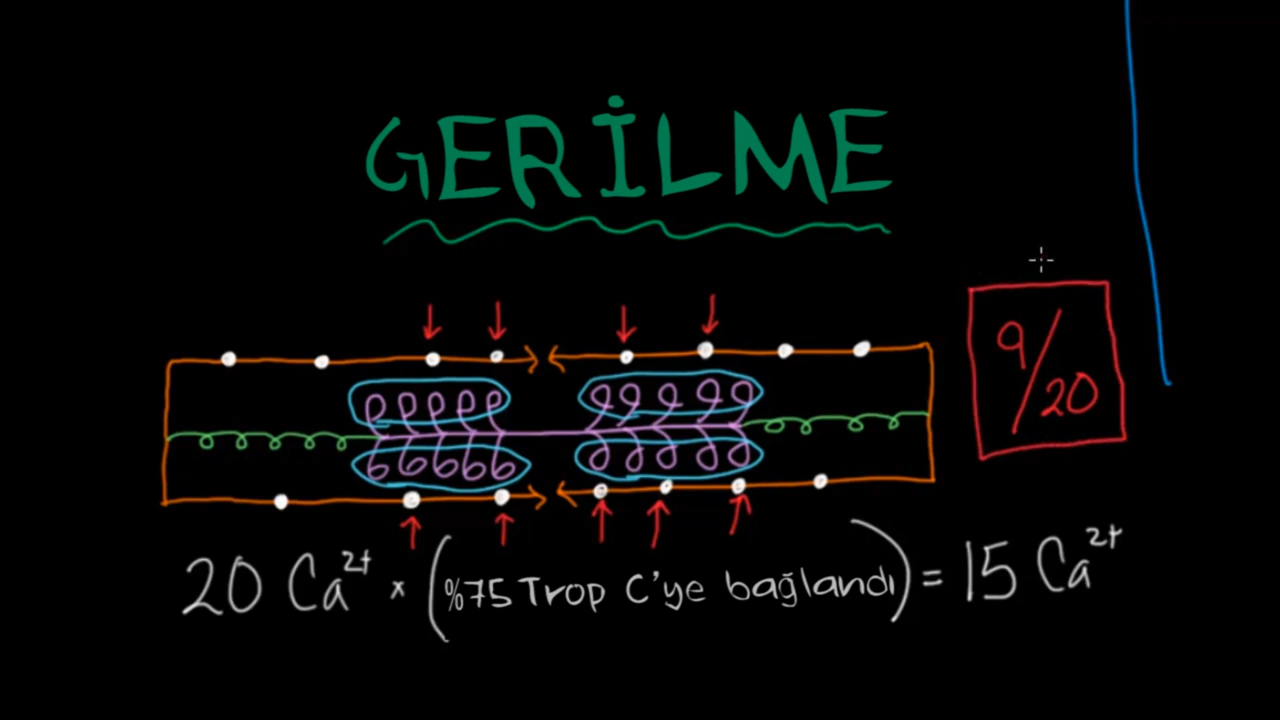 GERİLME
9/20
20 Ca²⁺ × (%75 Trop C'ye bağlandı) = 15 Ca²⁺